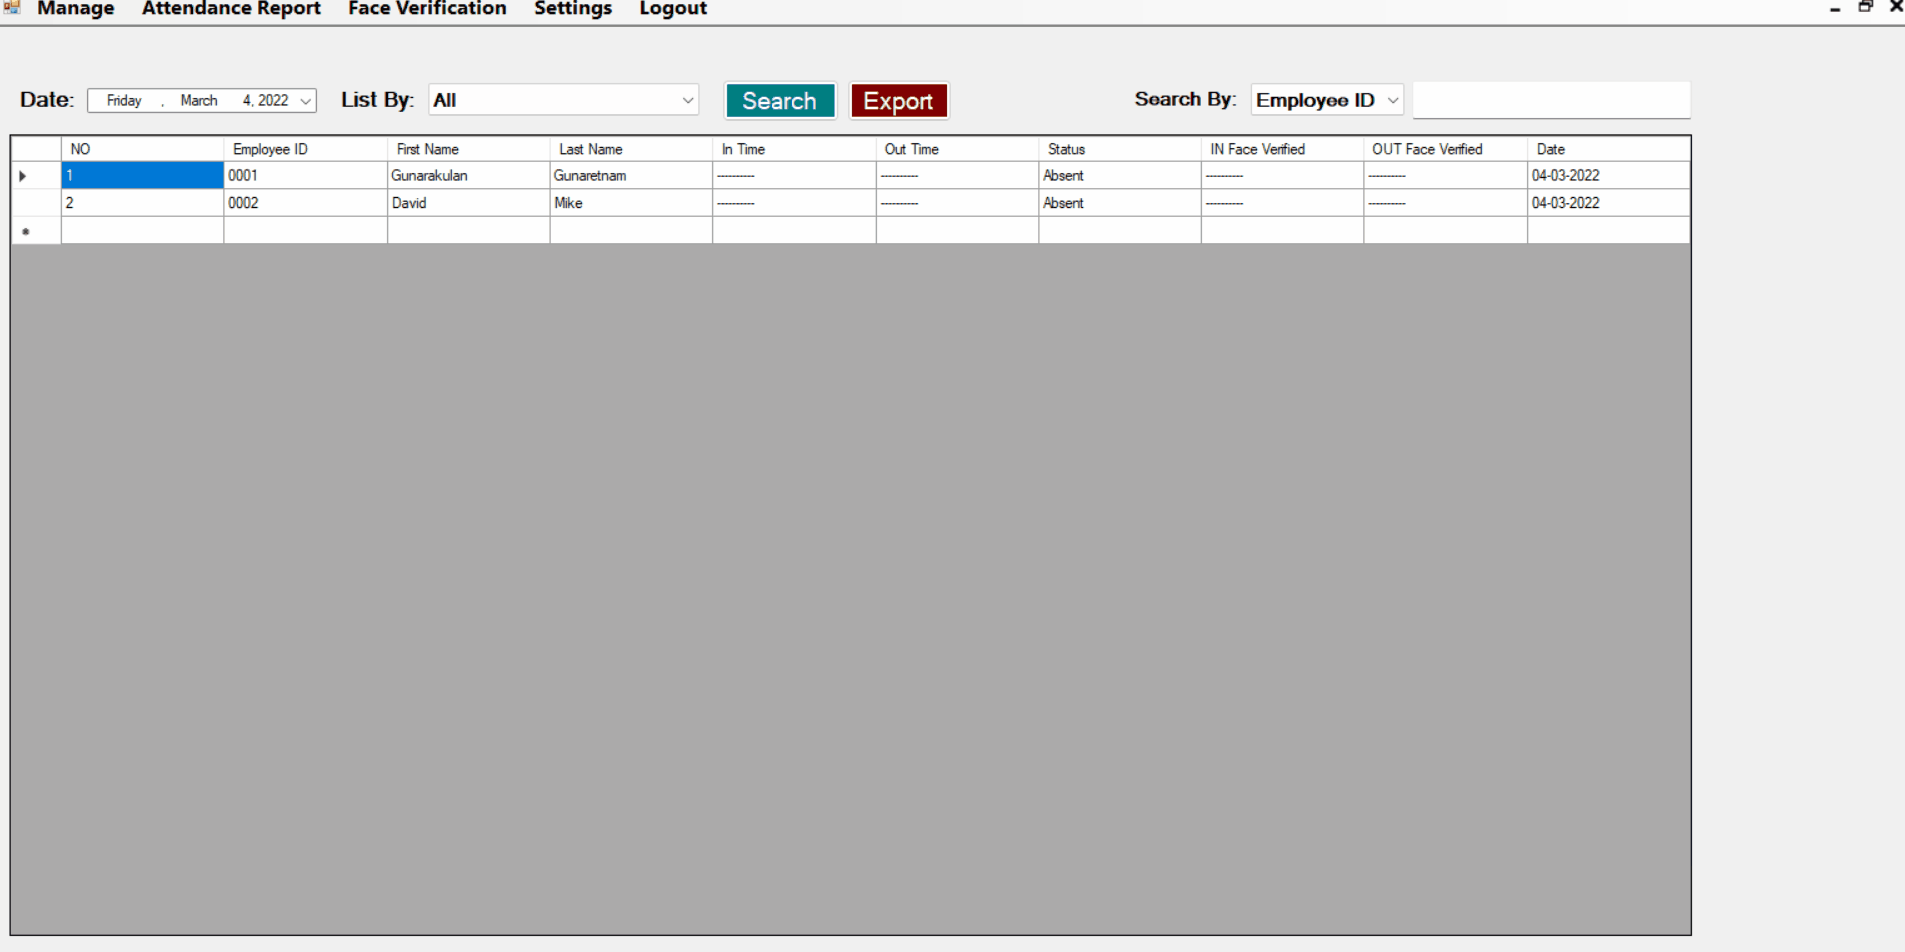 Manage Attendance Report Face Verification Settings Logout
Date: Friday , March 4, 2022 List By: All Search Export Search By: Employee ID
NO Employee ID First Name Last Name In Time Out Time Status IN Face Verified OUT Face Verified Date
1 0001 Gunarakulan Gunaretnam ---------- ---------- Absent ---------- ---------- 04-03-2022
2 0002 David Mike ---------- ---------- Absent ---------- ---------- 04-03-2022